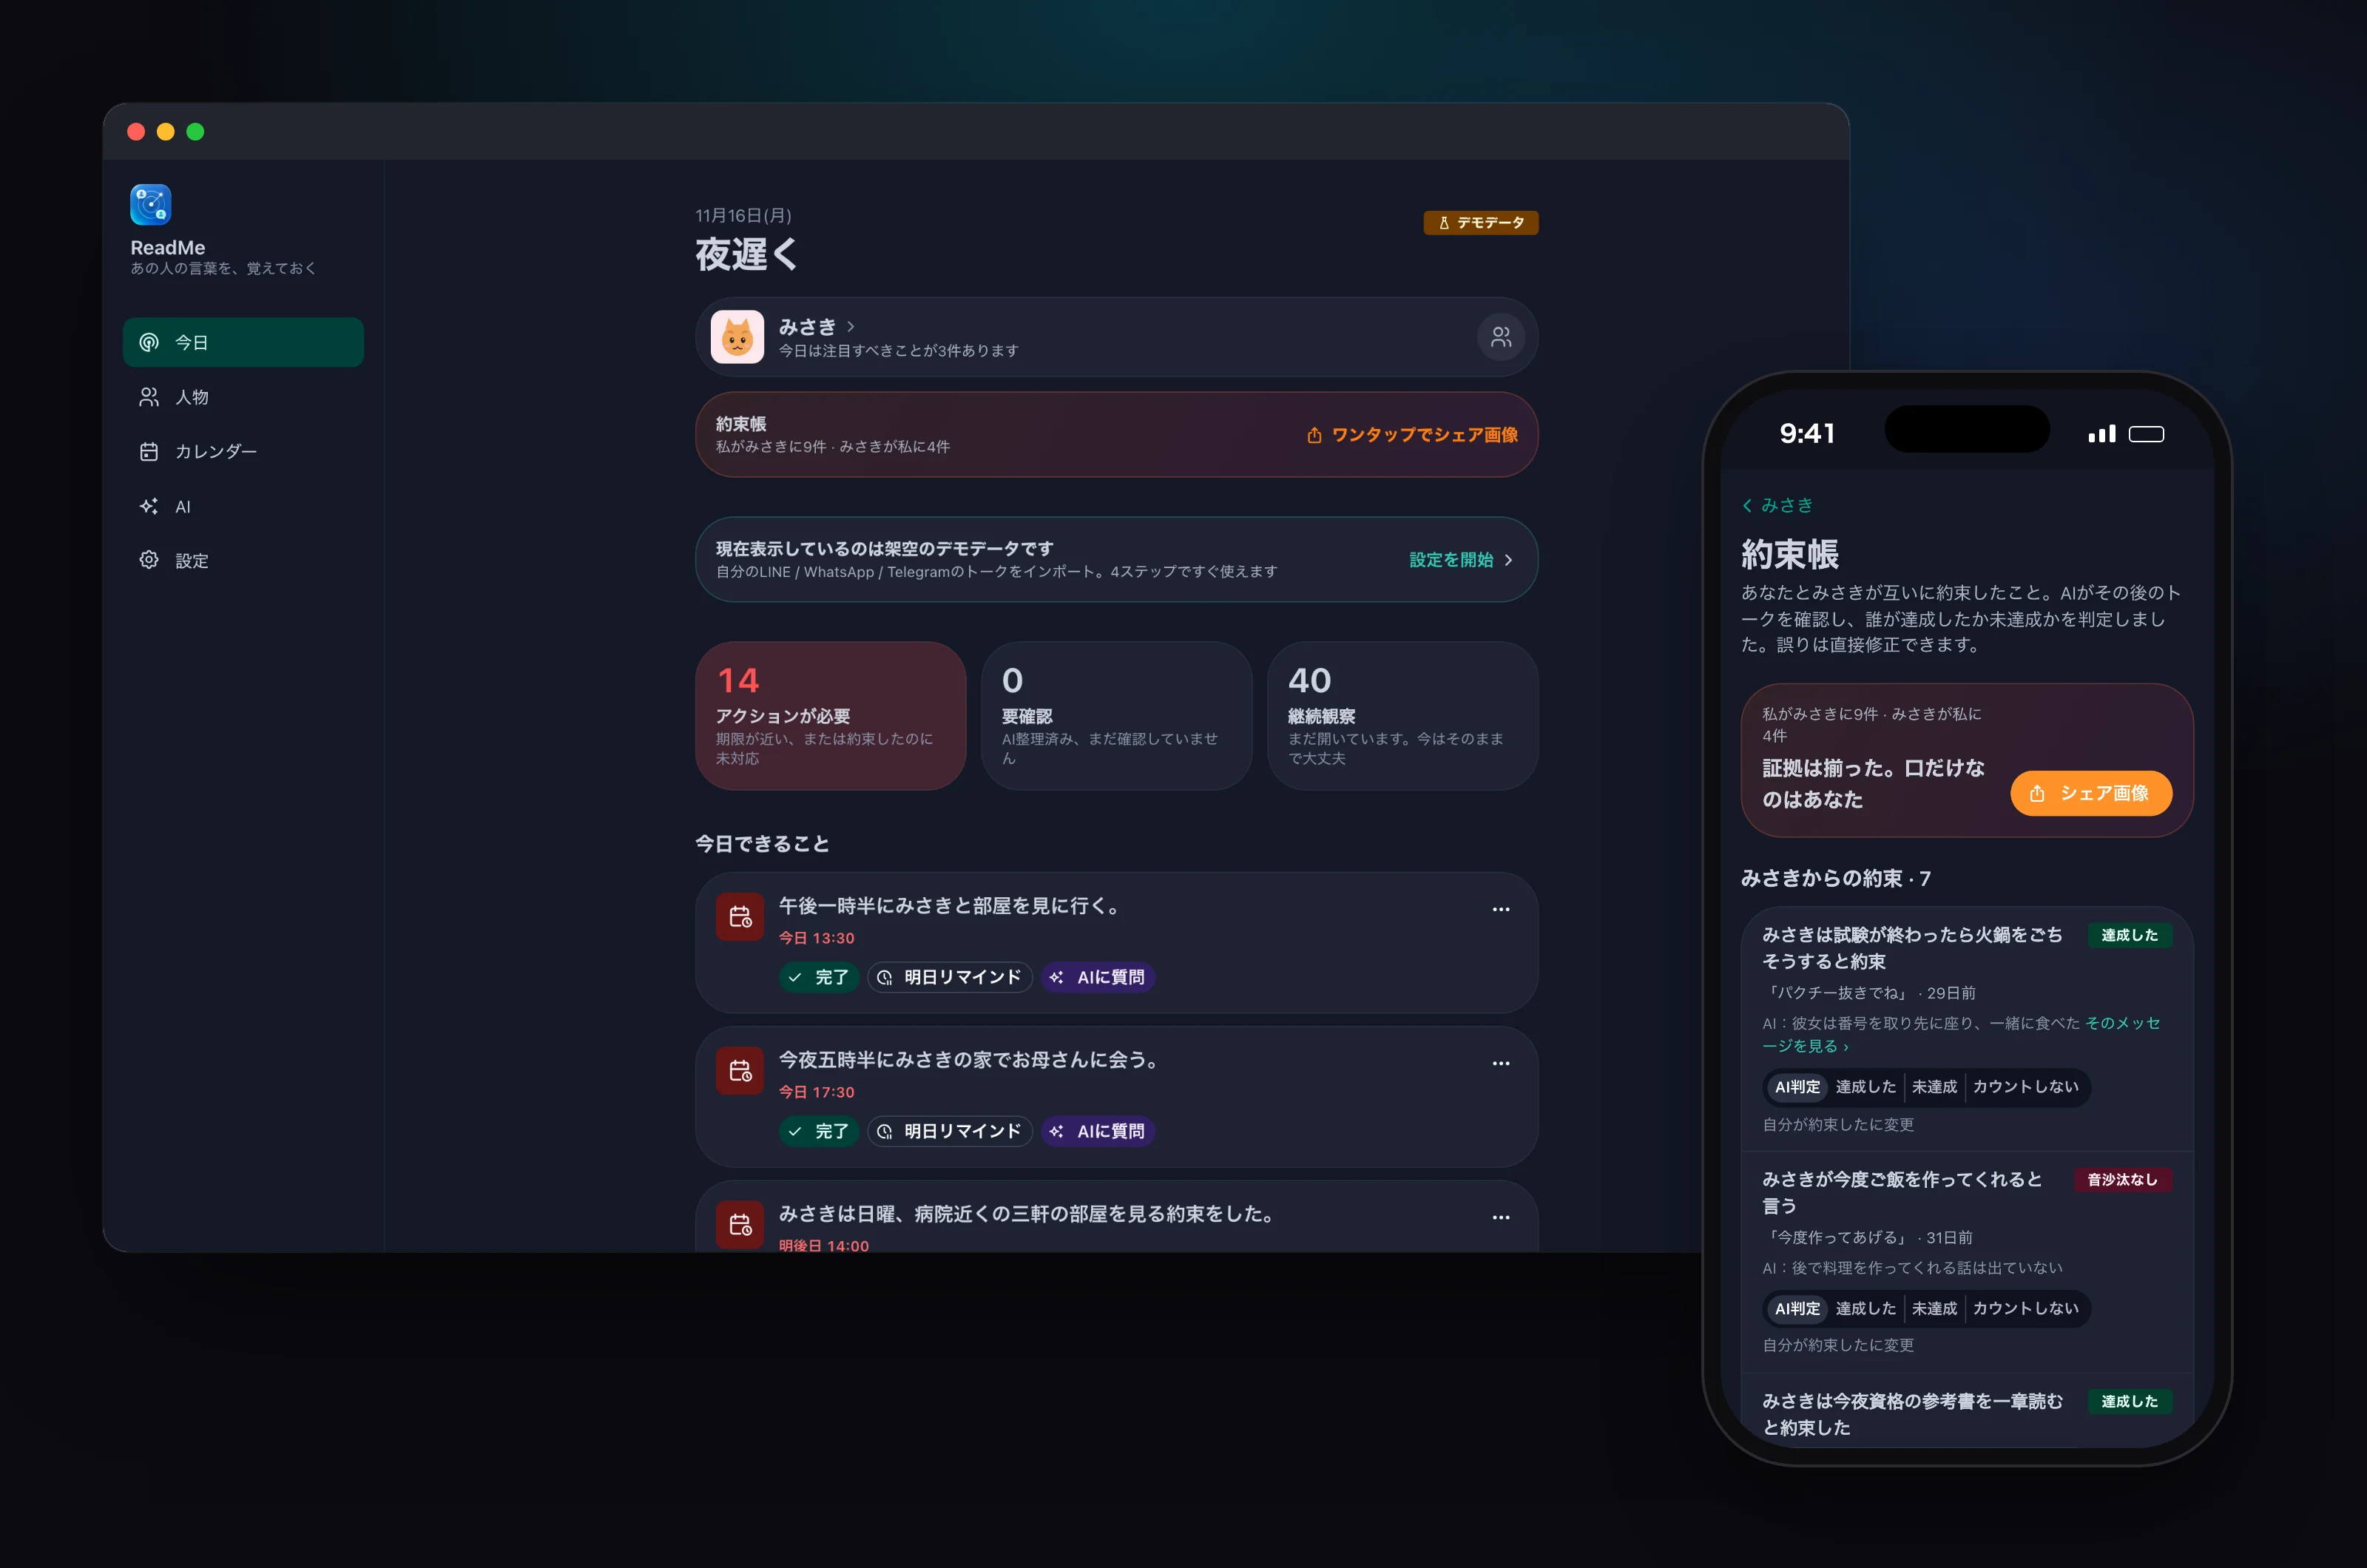 ReadMe
あの人の言葉を、覚えておく
今日
人物
カレンダー
AI
設定
11月16日(月)
夜遅く
デモデータ
みさき
今日は注目すべきことが3件あります
約束帳
私がみさきに9件 · みさきが私に4件
ワンタップでシェア画像
現在表示しているのは架空のデモデータです
自分のLINE / WhatsApp / Telegramのトークをインポート。4ステップですぐ使えます
設定を開始
14
アクションが必要
期限が近い、または約束したのに
未対応
0
要確認
AI整理済み、まだ確認していませ
ん
40
継続観察
まだ開いています。今はそのまま
で大丈夫
今日できること
午後一時半にみさきと部屋を見に行く。
今日 13:30
完了
明日リマインド
AIに質問
今夜五時半にみさきの家でお母さんに会う。
今日 17:30
完了
明日リマインド
AIに質問
みさきは日曜、病院近くの三軒の部屋を見る約束をした。
明後日 14:00
9:41
みさき
約束帳
あなたとみさきが互いに約束したこと。AIがその後のト
ークを確認し、誰が達成したか未達成かを判定しまし
た。誤りは直接修正できます。
私がみさきに9件 · みさきが私に
4件
証拠は揃った。口だけな
のはあなた
シェア画像
みさきからの約束 · 7
みさきは試験が終わったら火鍋をごち
そうすると約束
達成した
「パクチー抜きでね」 · 29日前
AI：彼女は番号を取り先に座り、一緒に食べた そのメッセ
ージを見る ›
AI判定 達成した 未達成 カウントしない
自分が約束したに変更
みさきが今度ご飯を作ってくれると
言う
音沙汰なし
「今度作ってあげる」 · 31日前
AI：後で料理を作ってくれる話は出ていない
AI判定 達成した 未達成 カウントしない
自分が約束したに変更
みさきは今夜資格の参考書を一章読む
と約束した
達成した